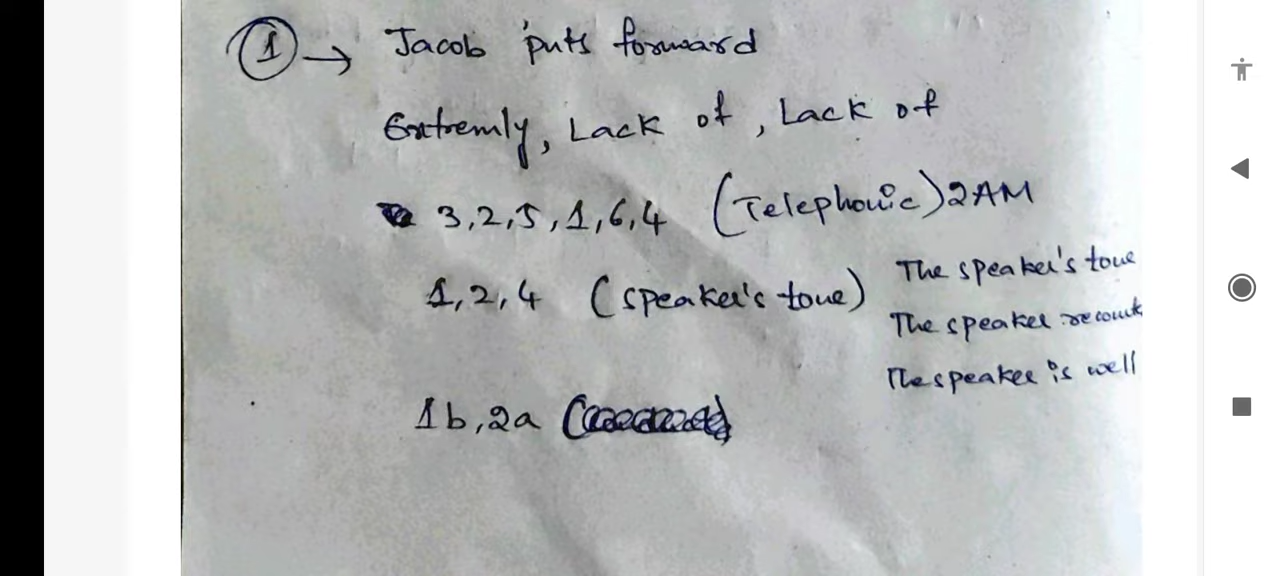 1 → Jacob puts forward
Extremly, Lack of, Lack of
3,2,5,1,6,4 (Telephonic) 2AM
1,2,4 (speaker's tone) The speaker's tone
The speaker recount
The speaker is well
1b,2a